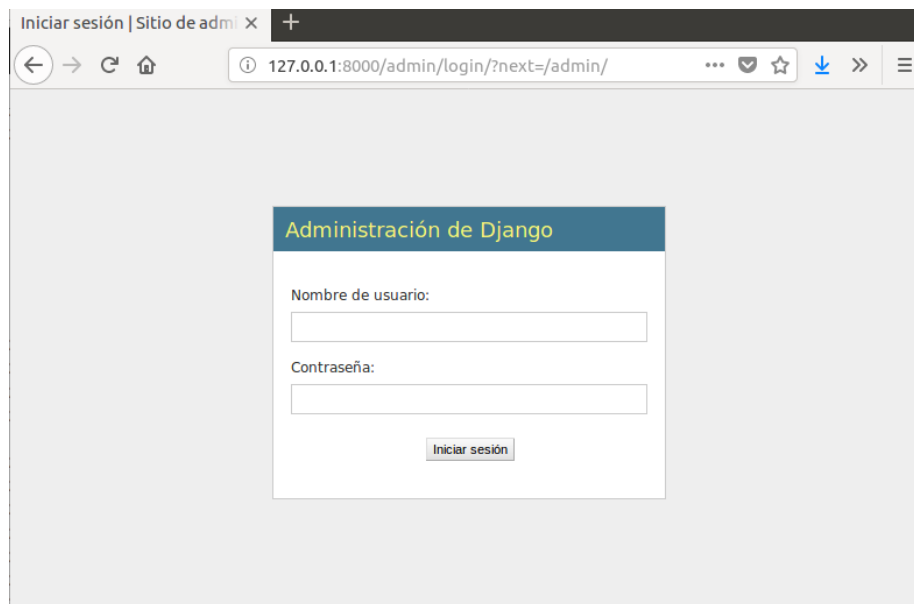 Iniciar sesión | Sitio de admi
127.0.0.1:8000/admin/login/?next=/admin/
Administración de Django
Nombre de usuario:
Contraseña:
Iniciar sesión